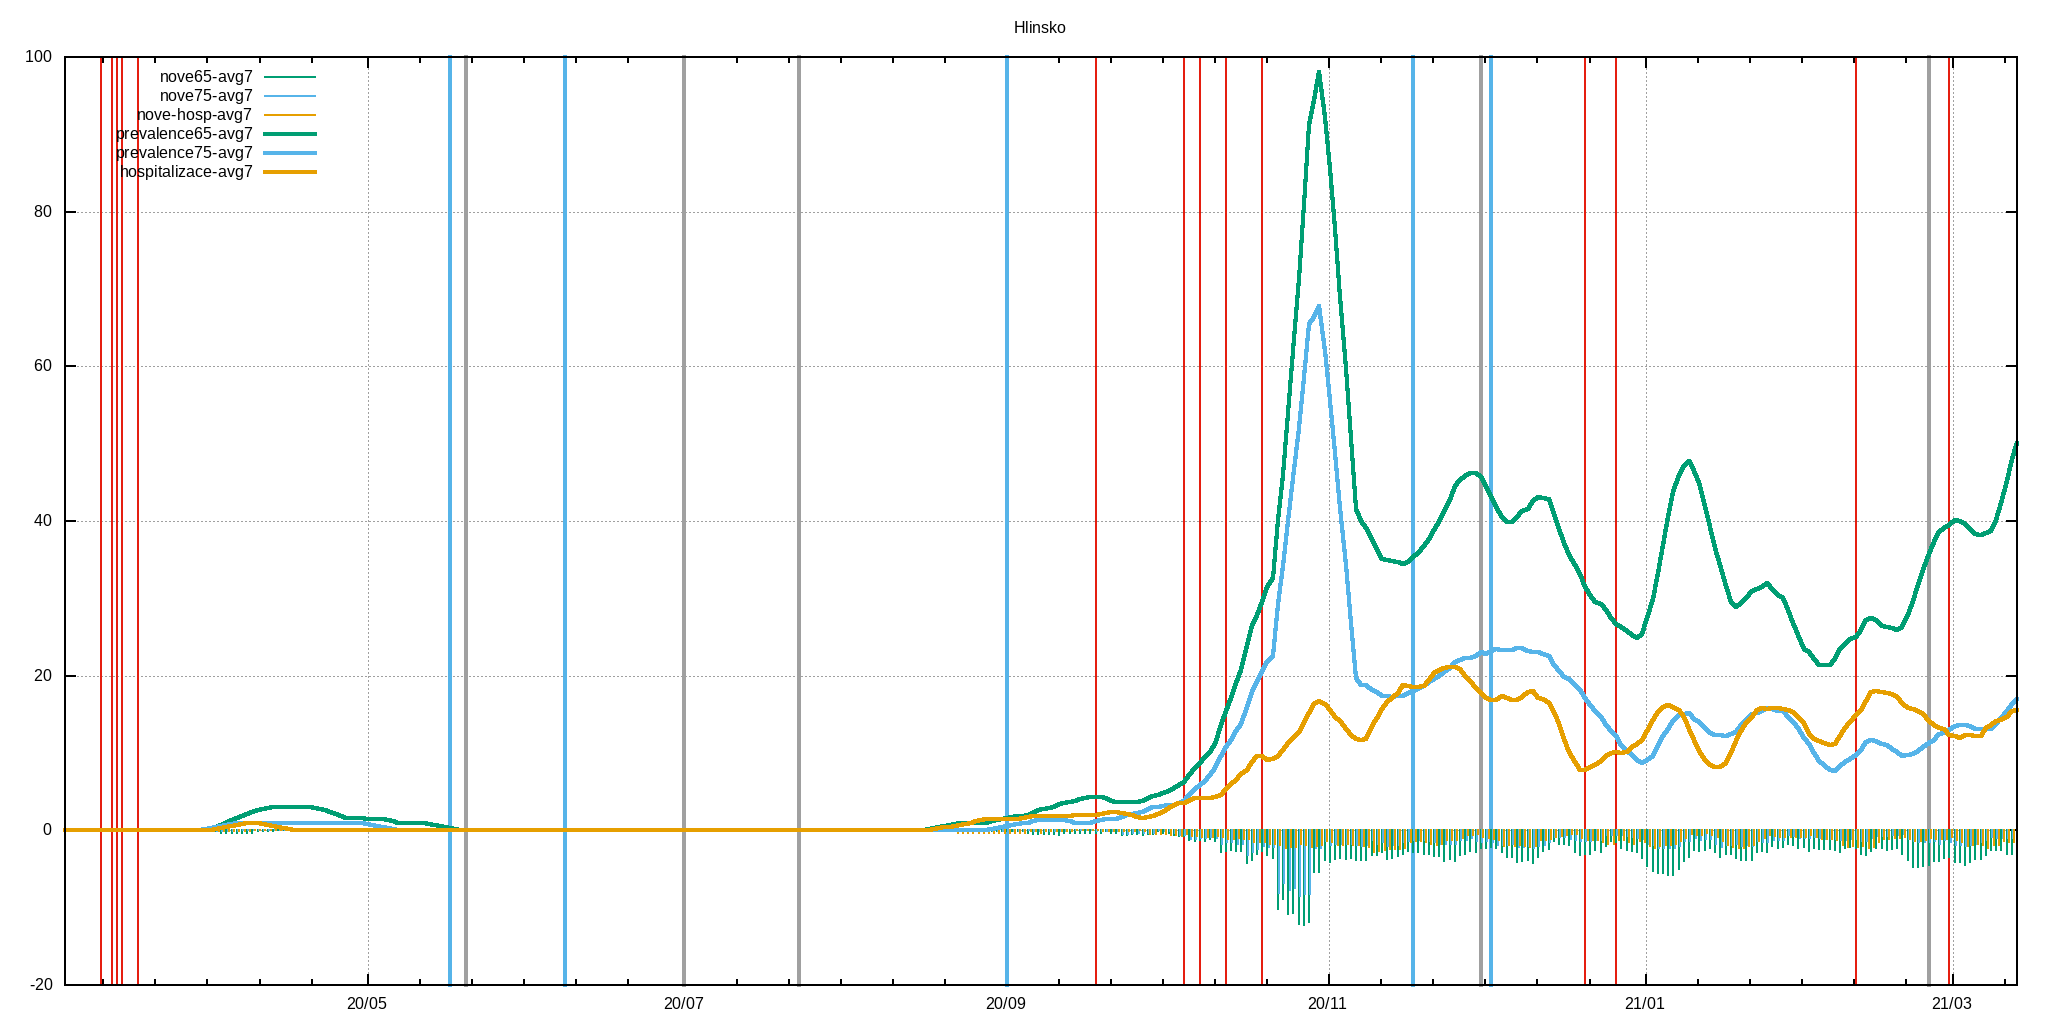 Hlinsko
100
80
60
40
20
0
-20
nove65-avg7
nove75-avg7
nove-hosp-avg7
prevalence65-avg7
prevalence75-avg7
hospitalizace-avg7
20/05
20/07
20/09
20/11
21/01
21/03